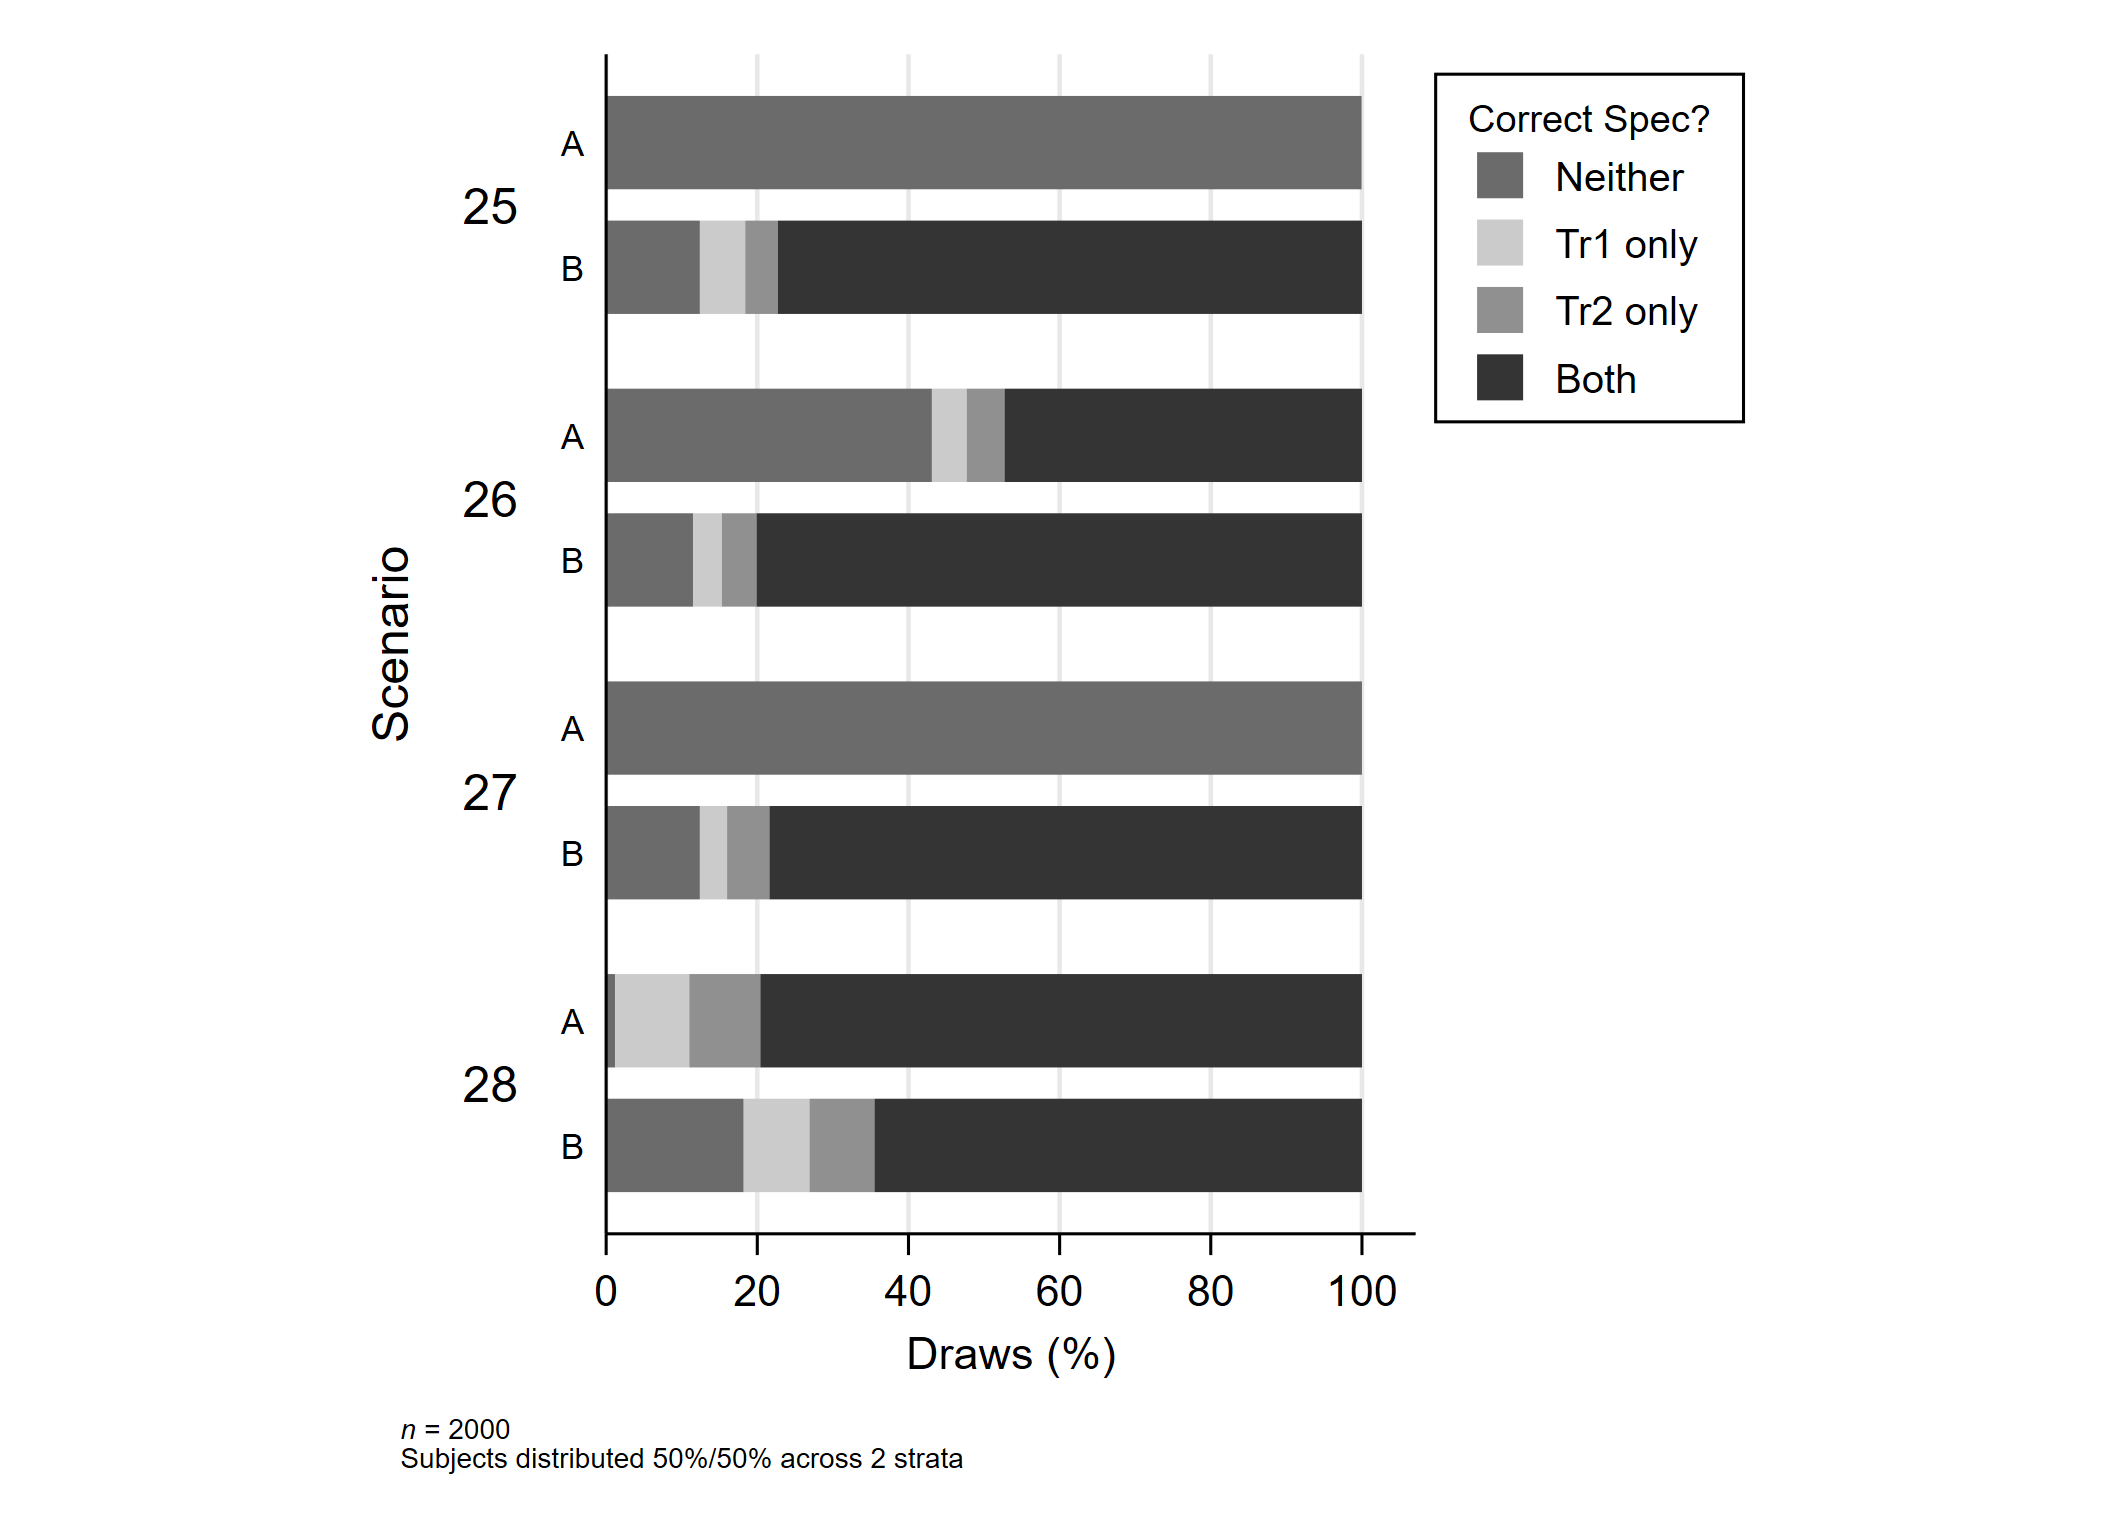 Correct Spec?
Neither
Tr1 only
Tr2 only
Both
Scenario
25
A
B
26
A
B
27
A
B
28
A
B
0 20 40 60 80 100
Draws (%)
n = 2000
Subjects distributed 50%/50% across 2 strata